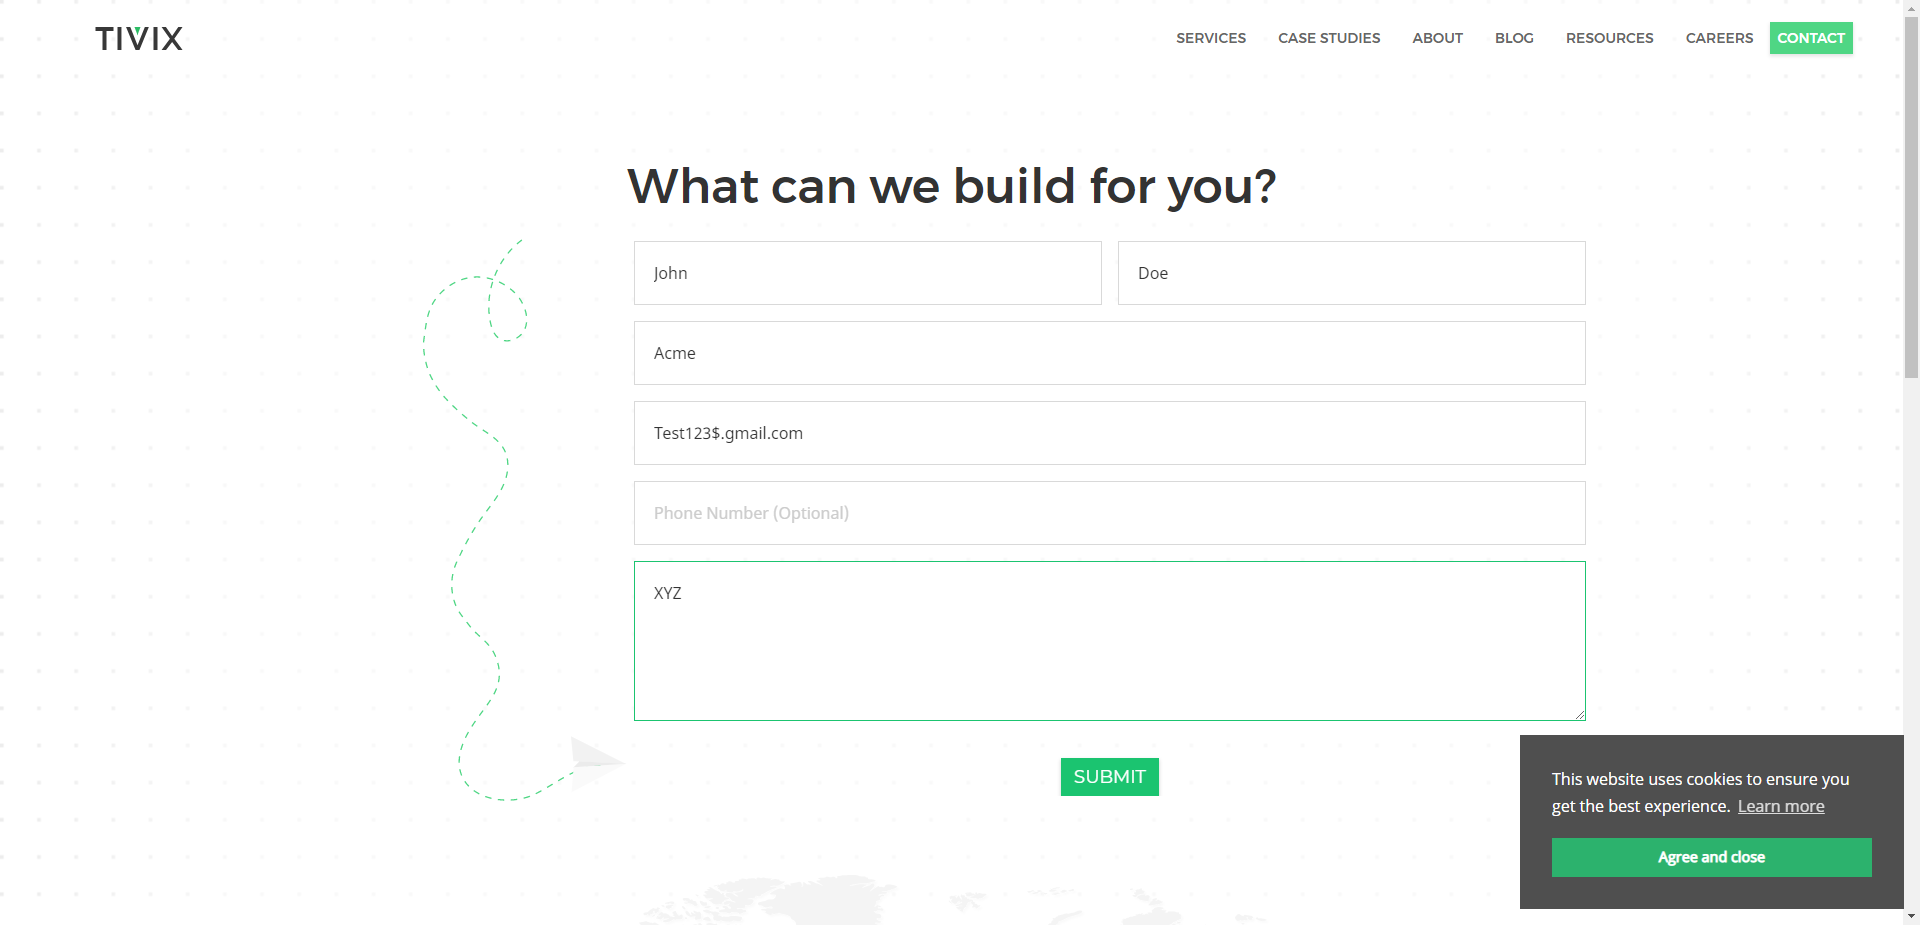 TIVIX
SERVICES CASE STUDIES ABOUT BLOG RESOURCES CAREERS CONTACT
What can we build for you?
John Doe
Acme
Test123$.gmail.com
Phone Number (Optional)
XYZ
SUBMIT
This website uses cookies to ensure you
get the best experience. Learn more
Agree and close